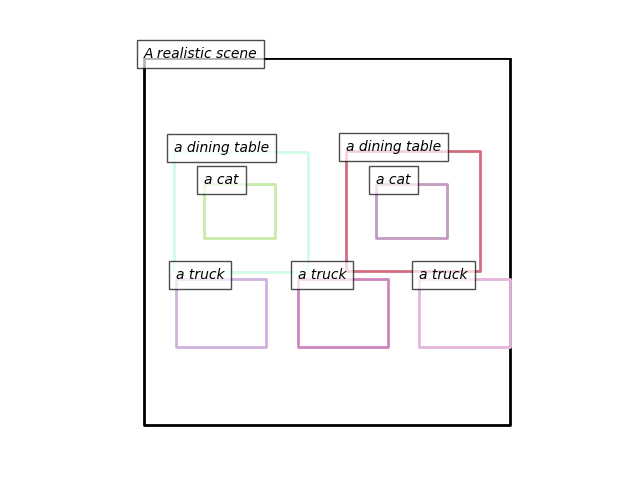 A realistic scene
a dining table
a dining table
a cat
a cat
a truck
a truck
a truck